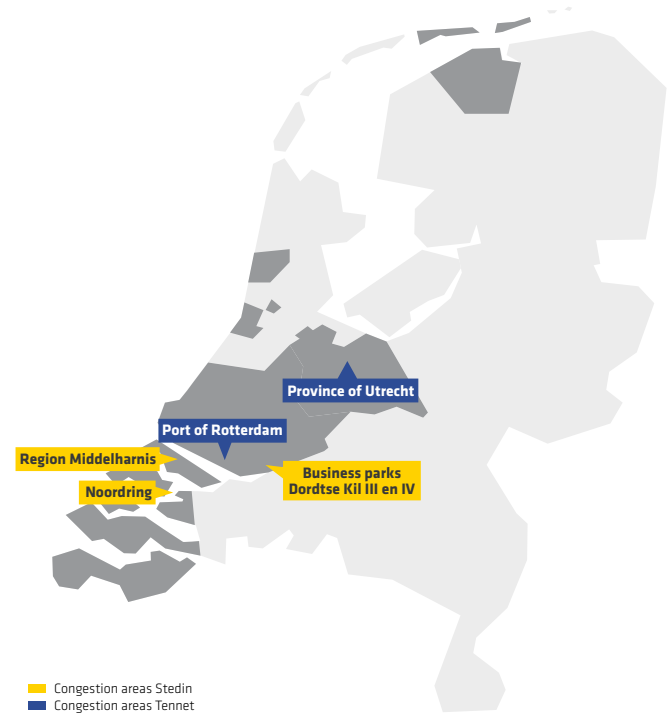 Province of Utrecht
Port of Rotterdam
Region Middelharnis
Business parks
Dordtse Kil III en IV
Noordring
Congestion areas Stedin
Congestion areas Tennet